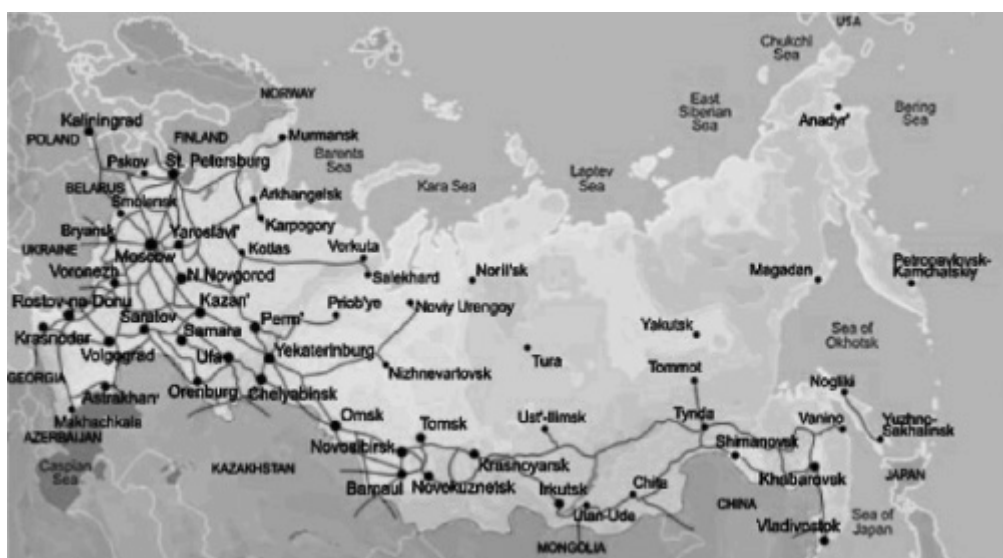 USA
Chukchi
Sea
NORWAY
East
Siberian
Sea
Bering
Sea
Anadyr'
Kaliningrad
POLAND
FINLAND
Murmansk
Barents
Sea
Laptev
Sea
Kara Sea
Pskov
St. Petersburg
BELARUS
Smolensk
Arkhangelsk
Karpogory
Bryansk
Yaroslavl'
UKRAINE
Moscow
Kotlas
Vorkuta
Voronezh
N.Novgorod
Salekhard
Noril'sk
Magadan
Petropavlovsk-
Kamchatskiy
Rostov-na-Donu
Kazan'
Priob'ye
Noviy Urengoy
Krasnodar
Saratov
Samara
Perm'
Yakutsk
Sea of
Okhotsk
Volgograd
Ufa
Yekaterinburg
Tura
GEORGIA
Astrakhan'
Orenburg
Chelyabinsk
Nizhnevartovsk
Tommot
Nogliki
Makhachkala
AZERBAIJAN
Omsk
Tomsk
Ust'-Ilimsk
Tynda
Vanino
Yuzhno-
Sakhalinsk
Caspian
Sea
KAZAKHSTAN
Novosibirsk
Krasnoyarsk
Shimanovsk
Barnaul
Novokuznetsk
Irkutsk
Chita
Khabarovsk
JAPAN
Ulan-Ude
CHINA
Vladivostok
Sea of
Japan
MONGOLIA